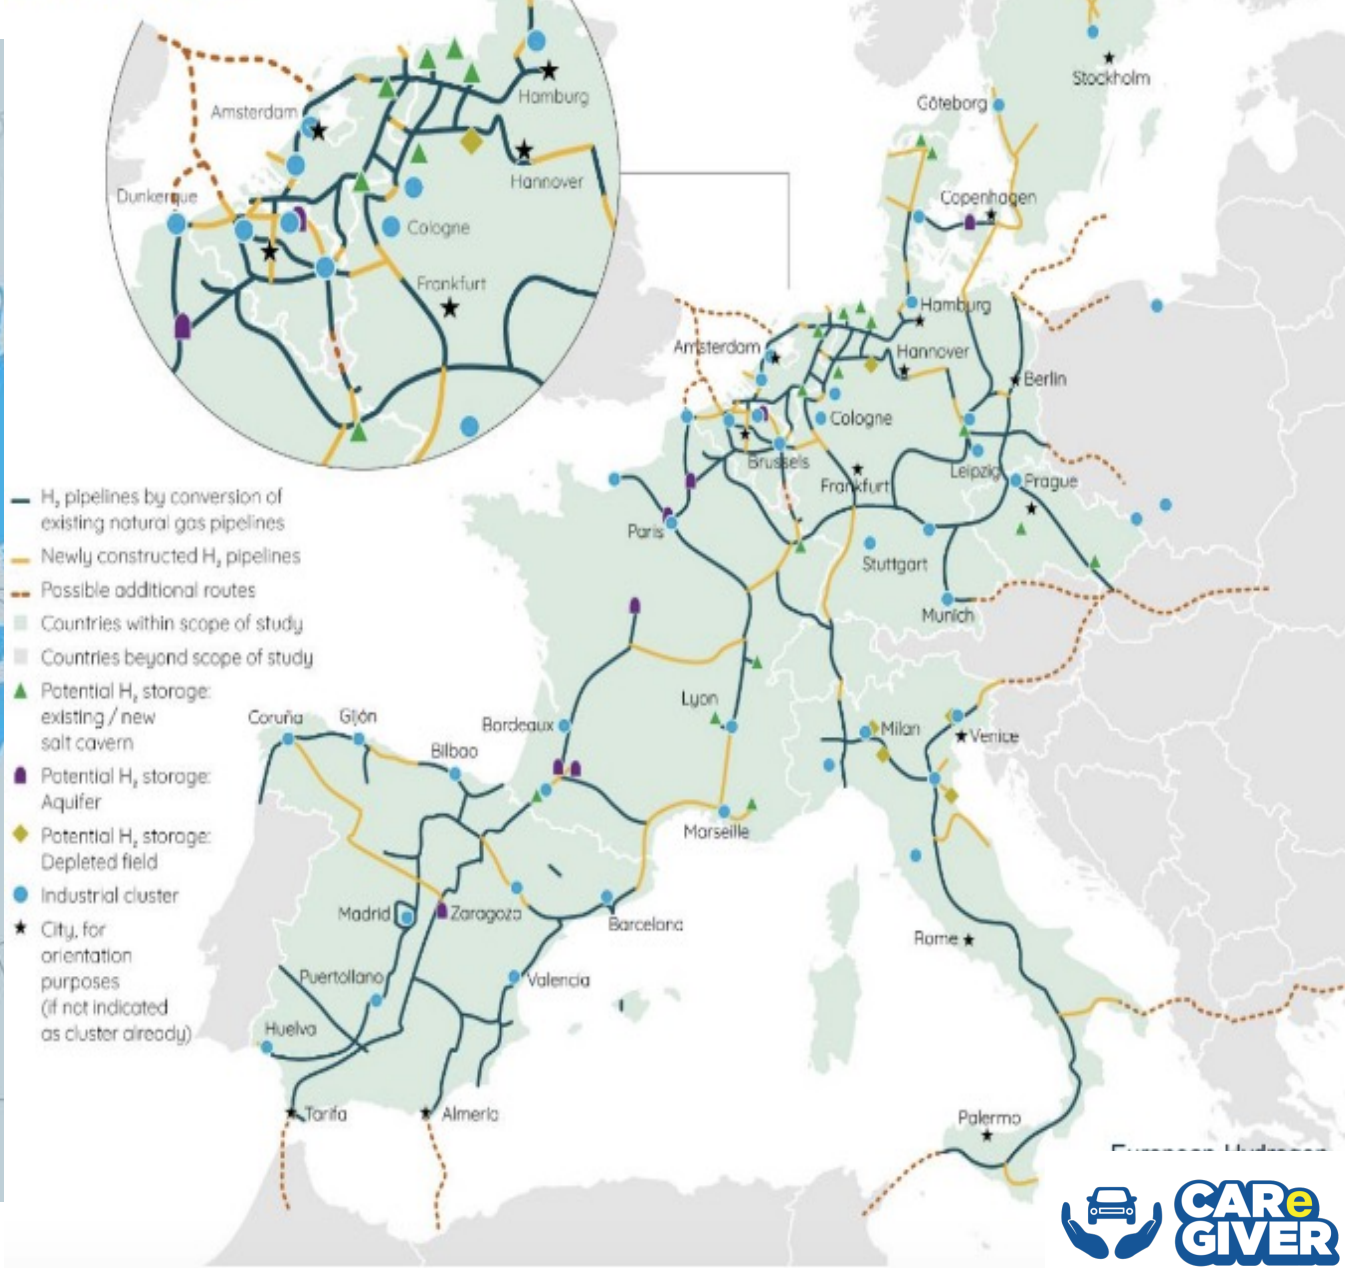 Amsterdam
Hamburg
Hannover
Dunkerque
Cologne
Frankfurt
Stockholm
Göteborg
Copenhagen
Hamburg
Amsterdam
Hannover
Berlin
Cologne
Brussels
Frankfurt
Leipzig
Prague
Paris
Stuttgart
Munich
H₂ pipelines by conversion of
existing natural gas pipelines
Newly constructed H₂ pipelines
Possible additional routes
Countries within scope of study
Countries beyond scope of study
Potential H₂ storage:
existing / new
salt cavern
Potential H₂ storage:
Aquifer
Potential H₂ storage:
Depleted field
Industrial cluster
City, for
orientation
purposes
(if not indicated
as cluster already)
Coruña
Gijón
Bilbao
Bordeaux
Lyon
Milan
Venice
Marseille
Madrid
Zaragoza
Barcelona
Rome
Puertollano
Valencia
Huelva
Tarifa
Almería
Palermo
European Hydrogen
CARe
GIVER